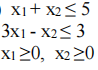 ) x1 + x2 ≤ 5
3x1 - x2 ≤ 3
x1 ≥0, x2 ≥0